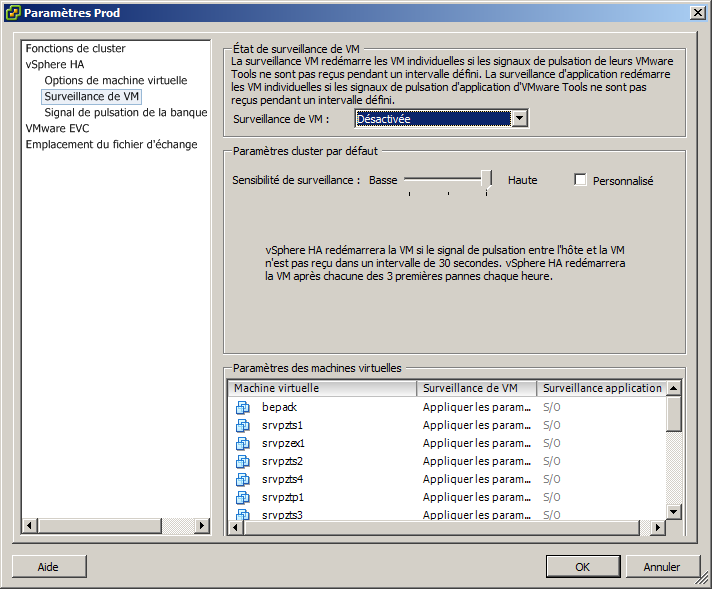 Paramètres Prod
Fonctions de cluster
vSphere HA
Options de machine virtuelle
Surveillance de VM
Signal de pulsation de la banque
VMware EVC
Emplacement du fichier d'échange
État de surveillance de VM
La surveillance VM redémarre les VM individuelles si les signaux de pulsation de leurs VMware
Tools ne sont pas reçus pendant un intervalle défini. La surveillance d'application redémarre
les VM individuelles si les signaux de pulsation d'application d'VMware Tools ne sont pas
reçus pendant un intervalle défini.
Surveillance de VM : Désactivée
Paramètres cluster par défaut
Sensibilité de surveillance : Basse Haute Personnalisé
vSphere HA redémarrera la VM si le signal de pulsation entre l'hôte et la VM
n'est pas reçu dans un intervalle de 30 secondes. vSphere HA redémarrera
la VM après chacune des 3 premières pannes chaque heure.
Paramètres des machines virtuelles
Machine virtuelle Surveillance de VM Surveillance application
bepack Appliquer les param... S/O
srvpzts1 Appliquer les param... S/O
srvpzex1 Appliquer les param... S/O
srvpzts2 Appliquer les param... S/O
srvpzts4 Appliquer les param... S/O
srvpztp1 Appliquer les param... S/O
srvpzts3 Appliquer les param... S/O
Aide OK Annuler